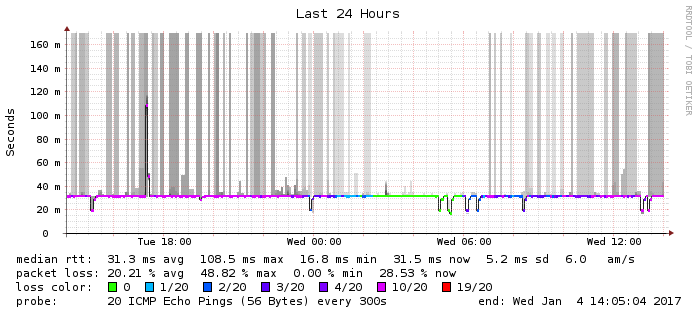 Last 24 Hours
RRDTOOL / TOBI OETIKER
Seconds
160 m
140 m
120 m
100 m
80 m
60 m
40 m
20 m
0
Tue 18:00 Wed 00:00 Wed 06:00 Wed 12:00
median rtt: 31.3 ms avg 108.5 ms max 16.8 ms min 31.5 ms now 5.2 ms sd 6.0 am/s
packet loss: 20.21 % avg 48.82 % max 0.00 % min 28.53 % now
loss color: 0 1/20 2/20 3/20 4/20 10/20 19/20
probe: 20 ICMP Echo Pings (56 Bytes) every 300s end: Wed Jan 4 14:05:04 2017